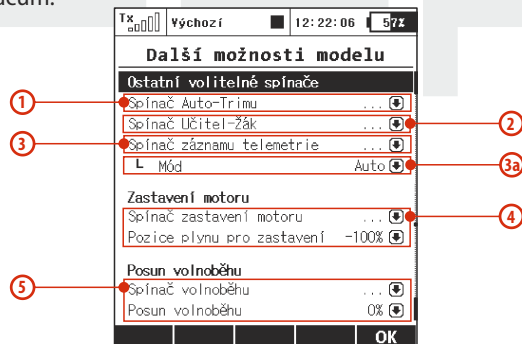 ácům.
Tx Výchozí 12:22:06 57%
Další možnosti modelu
Ostatní volitelné spínače
1 Spínač Auto-Trimu ...
Spínač Učitel-Žák ... 2
3 Spínač záznamu telemetrie ...
Mód Auto 3a
Zastavení motoru
Spínač zastavení motoru ... 4
Pozice plynu pro zastavení -100%
Posun volnoběhu
5 Spínač volnoběhu ...
Posun volnoběhu 0%
OK